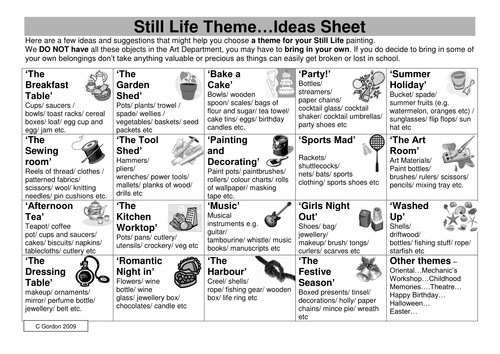 Still Life Theme…Ideas Sheet
Here are a few ideas and suggestions that might help you choose a theme for your Still Life painting.
We DO NOT have all these objects in the Art Department, you may have to bring in your own. If you do decide to bring in some of
your own belongings don't take anything valuable or precious as things can easily get broken or lost in school.
'The
Breakfast
Table'
Cups/ saucers /
bowls/ toast racks/ cereal
boxes/ loaf/ egg cup and
egg/ jam etc.
'The
Garden
Shed'
Pots/ plants/ trowel /
spade/ wellies /
vegetables/ baskets/ seed
packets etc
'Bake a
Cake'
Bowls/ wooden
spoon/ scales/ bags of
flour and sugar/ tea towel/
cake tins/ eggs/ birthday
candles etc.
'Party!'
Bottles/
streamers/
paper chains/
cocktail glass/ cocktail
shaker/ cocktail umbrellas/
party shoes etc
'Summer
Holiday'
Bucket/ spade/
summer fruits (e.g.
watermelon, oranges etc) /
sunglasses/ flip flops/ sun
hat etc
'The
Sewing
room'
Reels of thread/ clothes /
patterned fabrics/
scissors/ wool/ knitting
needles/ pin cushions etc.
'The Tool
Shed'
Hammers/
pliers/
wrenches/ power tools/
mallets/ planks of wood/
drills etc
'Painting
and
Decorating'
Paint pots/ paintbrushes/
rollers/ colour charts/ rolls
of wallpaper/ masking
tape etc.
'Sports Mad'
Rackets/
shuttlecocks/
nets/ bats/ sports
clothing/ sports shoes etc
'The Art
Room'
Art Materials/
Paint bottles/
brushes/ rulers/ scissors/
pencils/ mixing tray etc.
'Afternoon
Tea'
Teapot/ coffee
pot/ cups and saucers/
cakes/ biscuits/ napkins/
tablecloths/ cutlery etc
'The
Kitchen
Worktop'
Pots/ pans/ cutlery/
utensils/ crockery/ veg etc
'Music'
Musical
instruments e.g.
guitar/
tambourine/ whistle/ music
books/ manuscripts etc
'Girls Night
Out'
Shoes/ bag/
jewellery/
makeup/ brush/ tongs/
curlers/ scarves etc
'Washed
Up'
Shells/
driftwood/
bottles/ fishing stuff/ rope/
starfish etc
'The
Dressing
Table'
makeup/ ornaments/
mirror/ perfume bottle/
jewellery/ belt etc.
'Romantic
Night in'
Flowers/ wine
bottle/ wine
glass/ jewellery box/
chocolates/ candle etc
'The
Harbour'
Creel/ shells/
rope/ fishing gear/ wooden
box/ life ring etc
'The
Festive
Season'
Boxed presents/ tinsel/
decorations/ holly/ paper
chains/ mince pie/ wreath
etc
Other themes –
Oriental…Mechanic's
Workshop…Childhood
Memories….Theatre…
Happy Birthday…
Halloween…
Easter…
C Gordon 2009